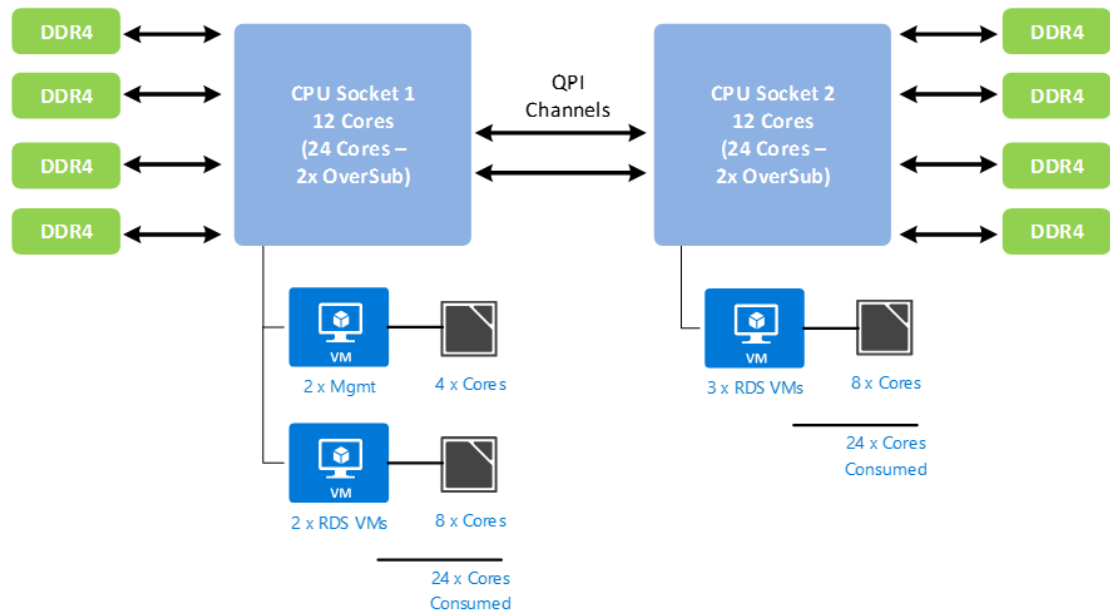 DDR4
DDR4
DDR4
DDR4
CPU Socket 1
12 Cores
(24 Cores –
2x OverSub)
QPI
Channels
CPU Socket 2
12 Cores
(24 Cores –
2x OverSub)
DDR4
DDR4
DDR4
DDR4
VM
2 x Mgmt
4 x Cores
VM
2 x RDS VMs
8 x Cores
24 x Cores
Consumed
VM
3 x RDS VMs
8 x Cores
24 x Cores
Consumed